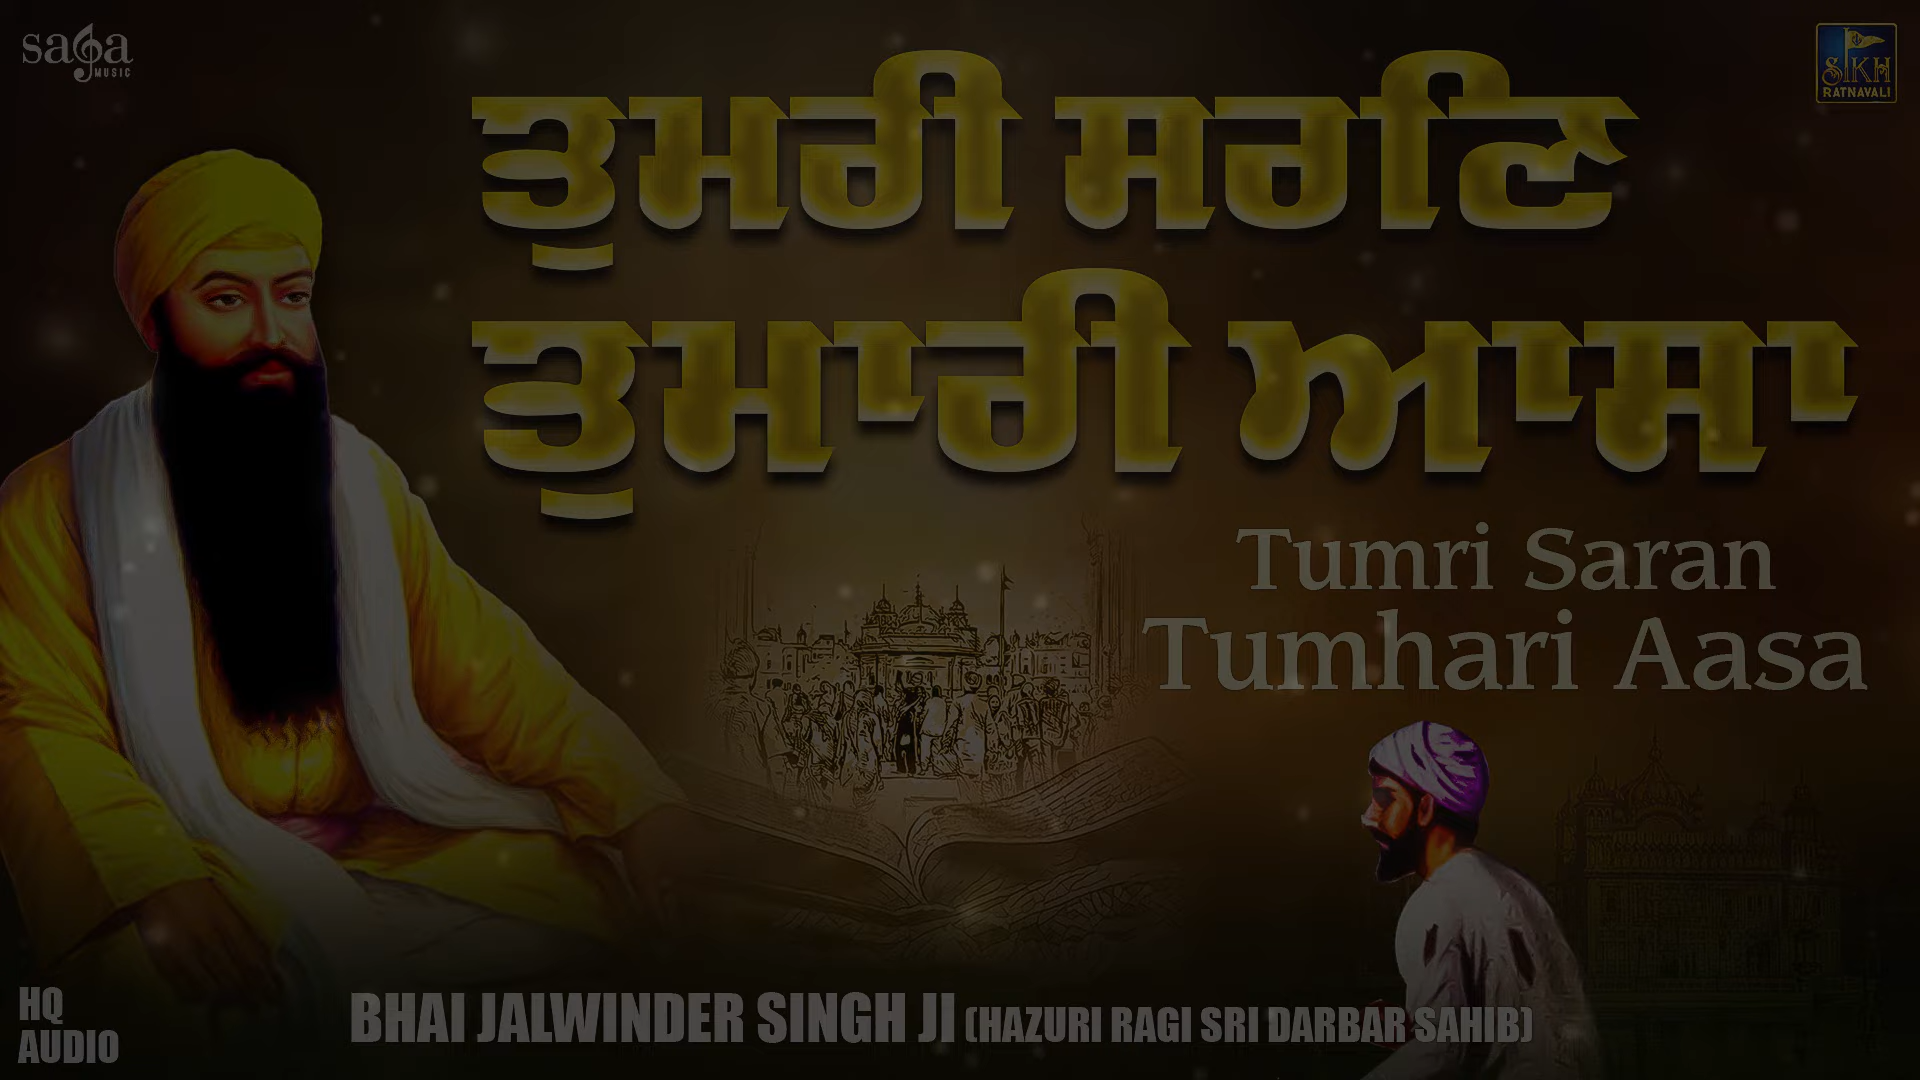 saga
MUSIC
SIKH
RATNAVALI
ਤੁਮਰੀ ਸਰਣਿ
ਤੁਮਾਰੀ ਆਸਾ
Tumri Saran
Tumhari Aasa
HQ
AUDIO
BHAI JALWINDER SINGH JI (HAZURI RAGI SRI DARBAR SAHIB)